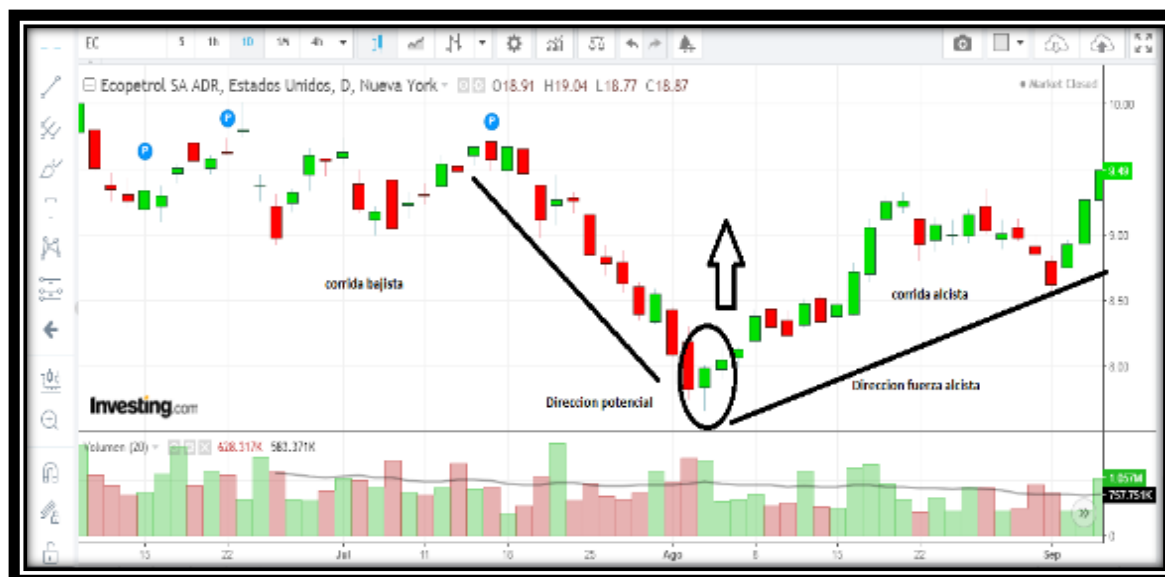 EC 5 1h 1D 1S 4h
Ecopetrol SA ADR, Estados Unidos, D, Nueva York O18.91 H19.04 L18.77 C18.87
Market Closed
10.00
P
P
P
9.49
9.00
corrida bajista
corrida alcista
8.50
8.00
Direccion potencial
Direccion fuerza alcista
Investing.com
Volumen (20) 628.317K 583.371K
1.057M
757.751K
0
15 22 Jul 11 18 25 Ago 8 15 22 Sep